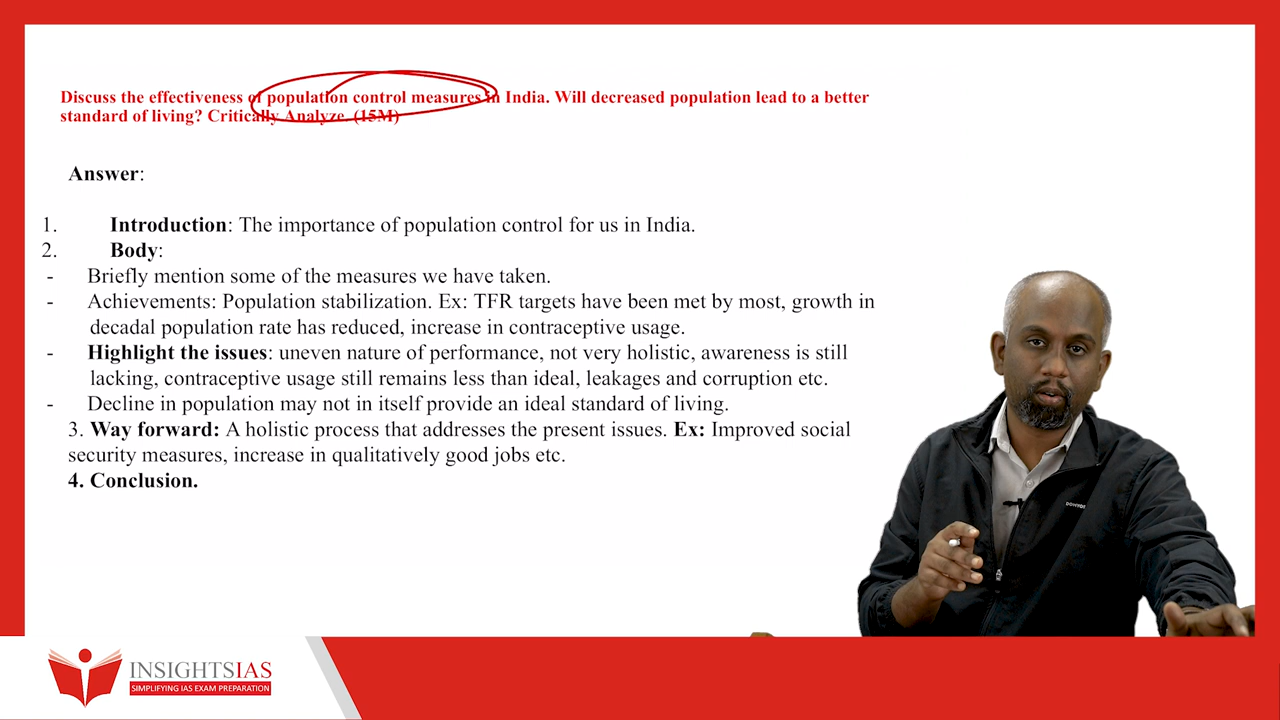 Discuss the effectiveness of population control measures in India. Will decreased population lead to a better
standard of living? Critically Analyze. (15M)
Answer:
1. Introduction: The importance of population control for us in India.
2. Body:
- Briefly mention some of the measures we have taken.
- Achievements: Population stabilization. Ex: TFR targets have been met by most, growth in
decadal population rate has reduced, increase in contraceptive usage.
- Highlight the issues: uneven nature of performance, not very holistic, awareness is still
lacking, contraceptive usage still remains less than ideal, leakages and corruption etc.
- Decline in population may not in itself provide an ideal standard of living.
3. Way forward: A holistic process that addresses the present issues. Ex: Improved social
security measures, increase in qualitatively good jobs etc.
4. Conclusion.
INSIGHTSIAS
SIMPLIFYING IAS EXAM PREPARATION